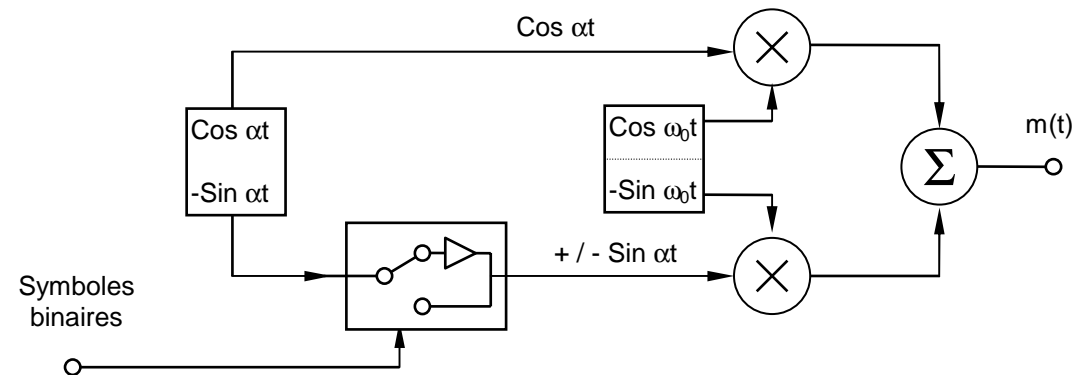 Cos αt
Cos αt
-Sin αt
Cos ω₀t
-Sin ω₀t
Σ
m(t)
+ / - Sin αt
Symboles
binaires